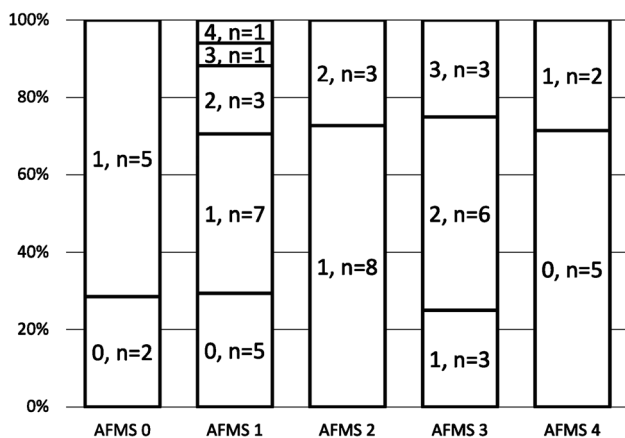 100%
80%
60%
40%
20%
0%
1, n=5
0, n=2
4, n=1
3, n=1
2, n=3
1, n=7
0, n=5
2, n=3
1, n=8
3, n=3
2, n=6
1, n=3
1, n=2
0, n=5
AFMS 0
AFMS 1
AFMS 2
AFMS 3
AFMS 4